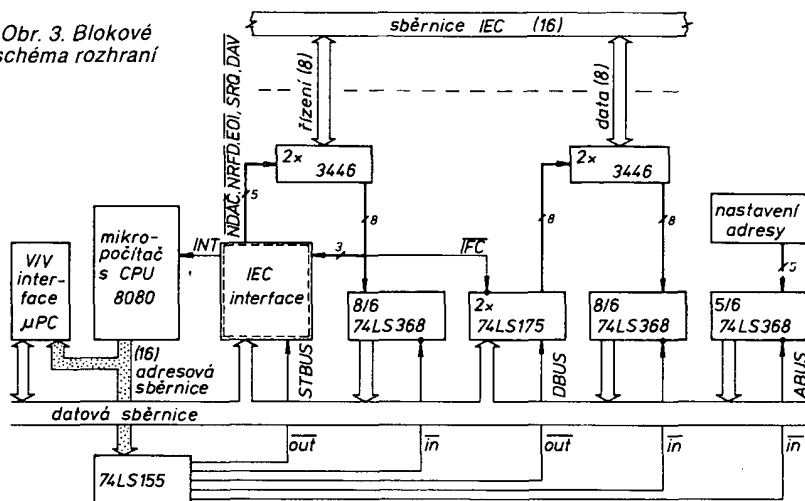 Obr. 3. Blokové
schéma rozhraní
sběrnice IEC (16)
řízení (8)
data (8)
NDAC, NRFD, EOI, SRQ, DAV
2x
3446
2x
3446
5
8
8
8
nastavení
adresy
5
V/V
inter-
face
µPC
mikro-
počítač
s CPU
8080
INT
IEC
interface
3
IFC
8/6
74LS368
2x
74LS175
8/6
74LS368
5/6
74LS368
(16)
adresová
sběrnice
STBUS
DBUS
ABUS
datová sběrnice
out
in
out
in
in
74LS155